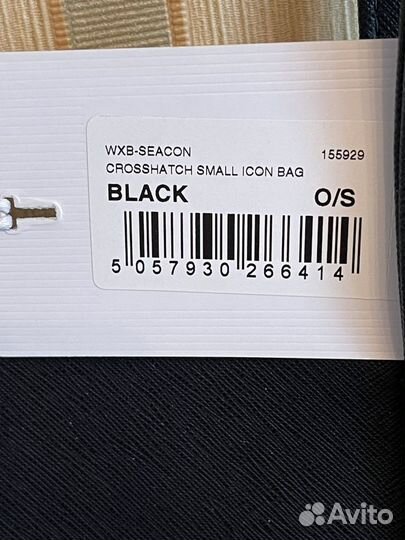 WXB-SEACON 155929
CROSSHATCH SMALL ICON BAG
BLACK O/S
5 057930 266414
Avito